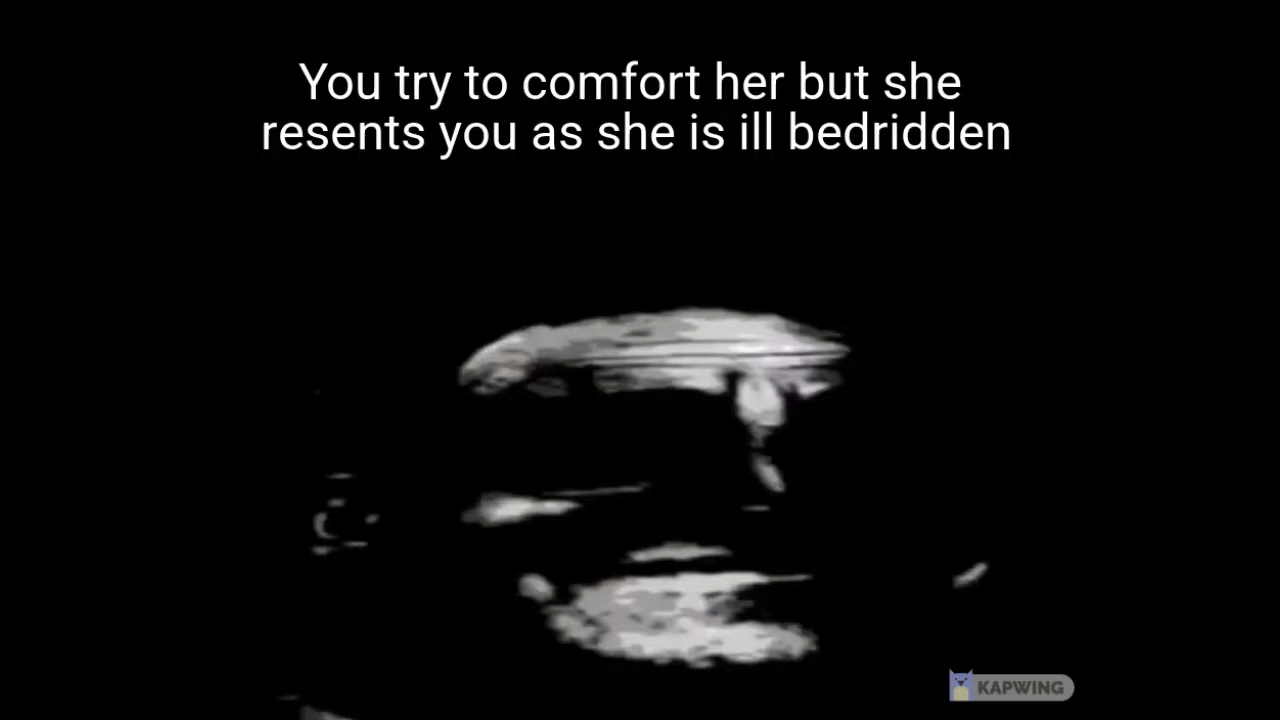 You try to comfort her but she
resents you as she is ill bedridden
KAPWING